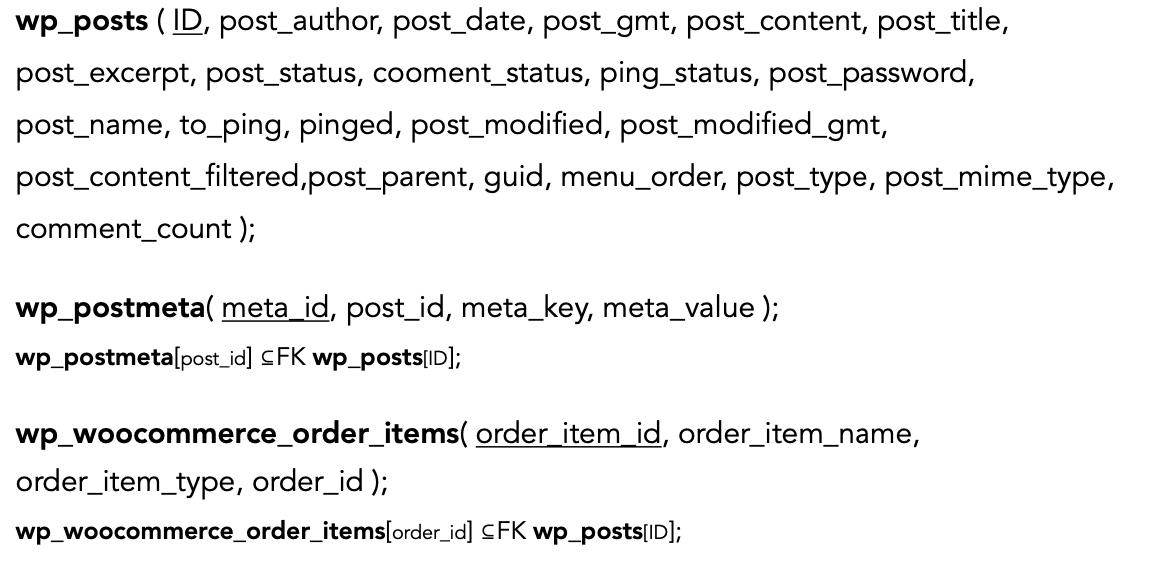 wp_posts ( ID, post_author, post_date, post_gmt, post_content, post_title,
post_excerpt, post_status, cooment_status, ping_status, post_password,
post_name, to_ping, pinged, post_modified, post_modified_gmt,
post_content_filtered,post_parent, guid, menu_order, post_type, post_mime_type,
comment_count );
wp_postmeta( meta_id, post_id, meta_key, meta_value );
wp_postmeta[post_id] ⊆FK wp_posts[ID];
wp_woocommerce_order_items( order_item_id, order_item_name,
order_item_type, order_id );
wp_woocommerce_order_items[order_id] ⊆FK wp_posts[ID];